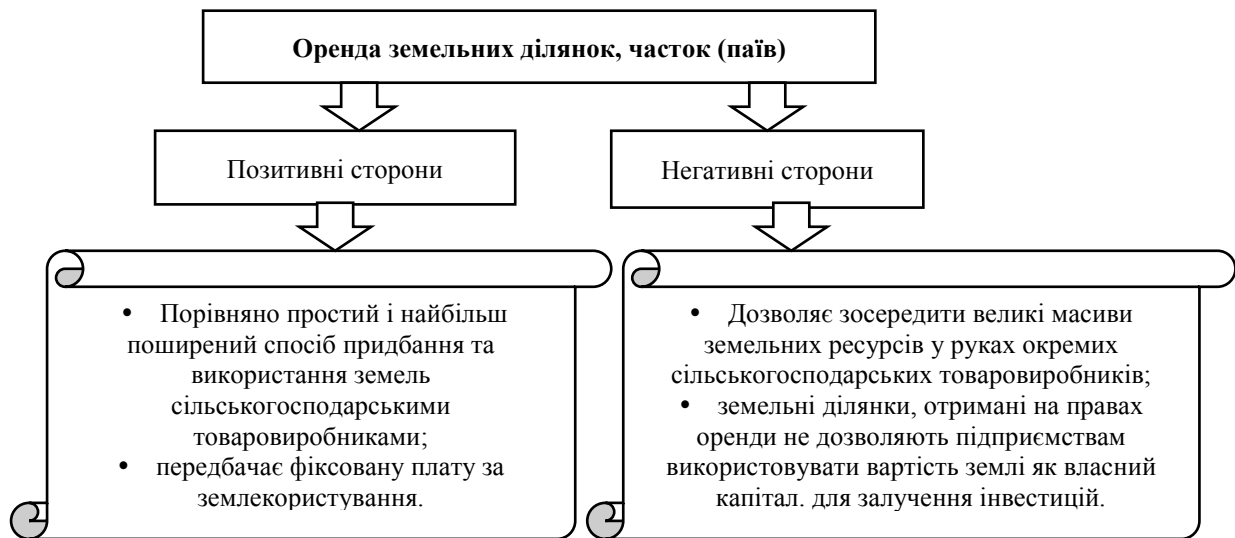 Оренда земельних ділянок, часток (паїв)
Позитивні сторони
Негативні сторони
• Порівняно простий і найбільш
поширений спосіб придбання та
використання земель
сільськогосподарськими
товаровиробниками;
• передбачає фіксовану плату за
землекористування.
• Дозволяє зосередити великі масиви
земельних ресурсів у руках окремих
сільськогосподарських товаровиробників;
• земельні ділянки, отримані на правах
оренди не дозволяють підприємствам
використовувати вартість землі як власний
капітал. для залучення інвестицій.